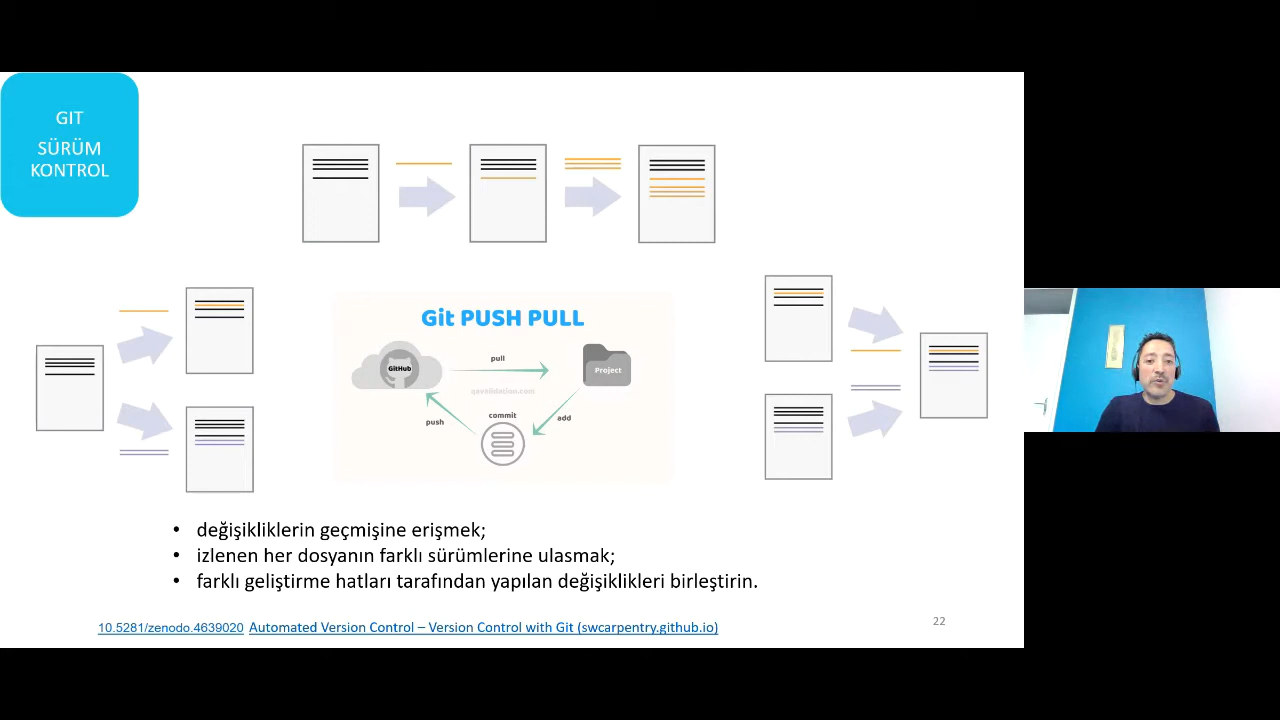 GIT
SÜRÜM
KONTROL
Git PUSH PULL
GitHub
pull
Project
qavalidation.com
commit
push
add
• değişikliklerin geçmişine erişmek;
• izlenen her dosyanın farklı sürümlerine ulasmak;
• farklı geliştirme hatları tarafından yapılan değişiklikleri birleştirin.
10.5281/zenodo.4639020 Automated Version Control – Version Control with Git (swcarpentry.github.io)
22